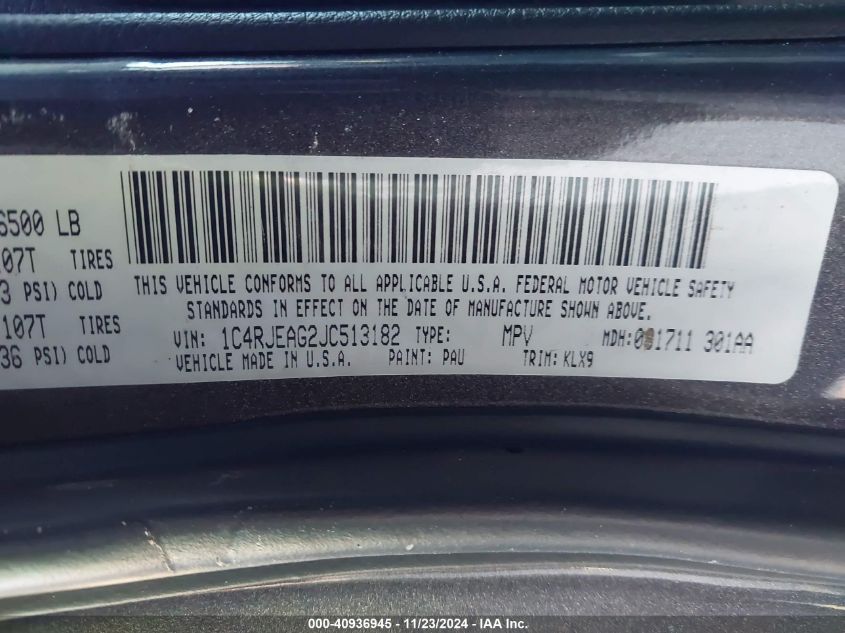 6500 LB
07T TIRES
3 PSI) COLD
107T TIRES
36 PSI) COLD
THIS VEHICLE CONFORMS TO ALL APPLICABLE U.S.A. FEDERAL MOTOR VEHICLE SAFETY
STANDARDS IN EFFECT ON THE DATE OF MANUFACTURE SHOWN ABOVE.
VIN: 1C4RJEAG2JC513182 TYPE: MPV MDH: 301AA
VEHICLE MADE IN U.S.A. PAINT: PAU TRIM: KLX9
000-40936945 - 11/23/2024 - IAA Inc.